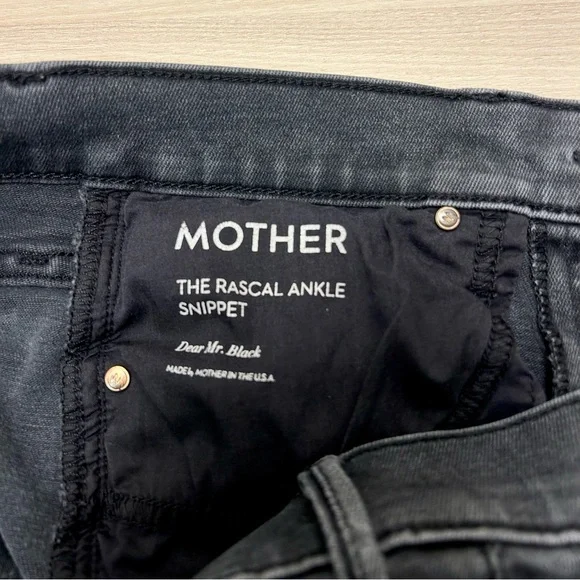 MOTHER
THE RASCAL ANKLE
SNIPPET
Dear Mr. Black
MADE by MOTHER IN THE U.S.A.